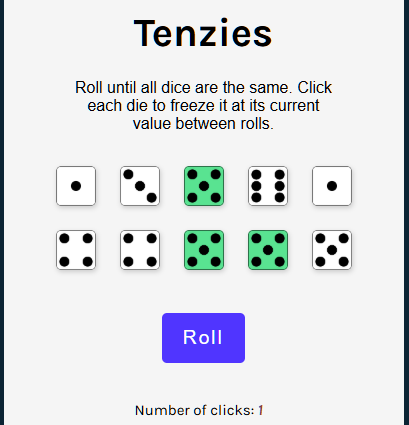 Tenzies
Roll until all dice are the same. Click
each die to freeze it at its current
value between rolls.
Roll
Number of clicks: 1